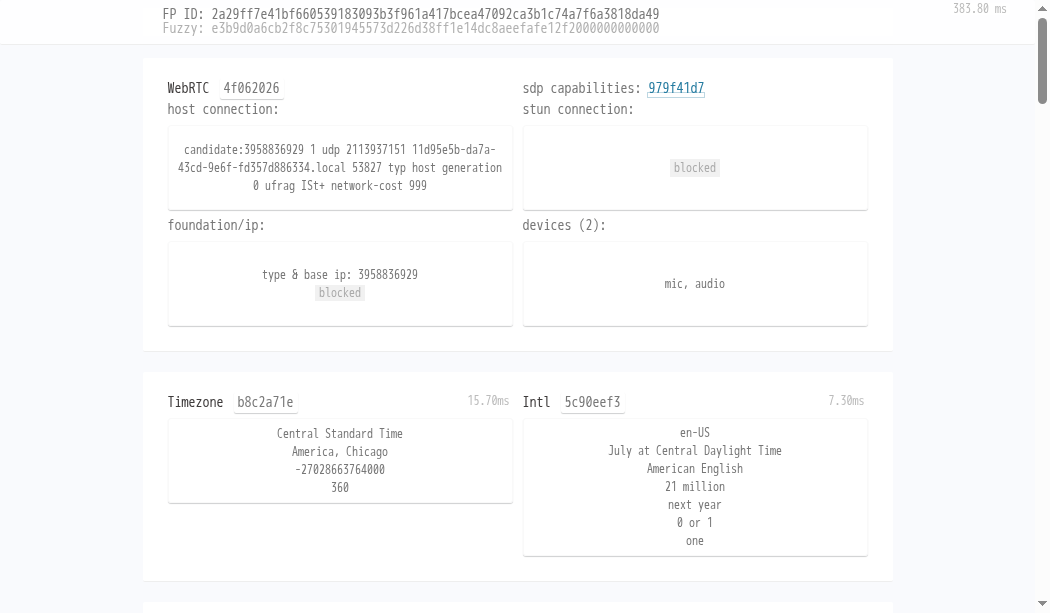 383.80 ms
FP ID: 2a29ff7e41bf660539183093b3f961a417bcea47092ca3b1c74a7f6a3818da49
Fuzzy: e3b9d0a6cb2f8c75301945573d226d38ff1e14dc8aeefafe12f2000000000000
WebRTC 4f062026
host connection:
candidate:3958836929 1 udp 2113937151 11d95e5b-da7a-
43cd-9e6f-fd357d886334.local 53827 typ host generation
0 ufrag ISt+ network-cost 999
sdp capabilities: 979f41d7
stun connection:
blocked
foundation/ip:
type & base ip: 3958836929
blocked
devices (2):
mic, audio
Timezone b8c2a71e 15.70ms
Central Standard Time
America, Chicago
-27028663764000
360
Intl 5c90eef3 7.30ms
en-US
July at Central Daylight Time
American English
21 million
next year
0 or 1
one